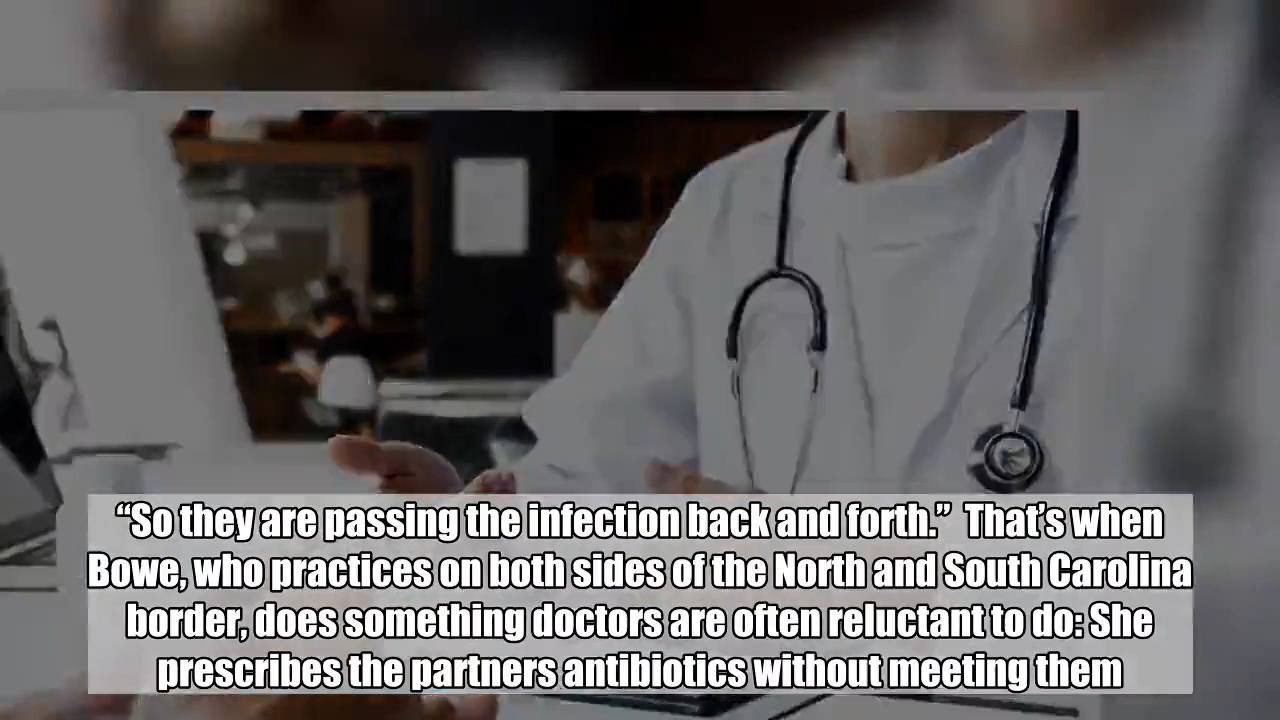 “So they are passing the infection back and forth.”  That’s when
Bowe, who practices on both sides of the North and South Carolina
border, does something doctors are often reluctant to do: She
prescribes the partners antibiotics without meeting them